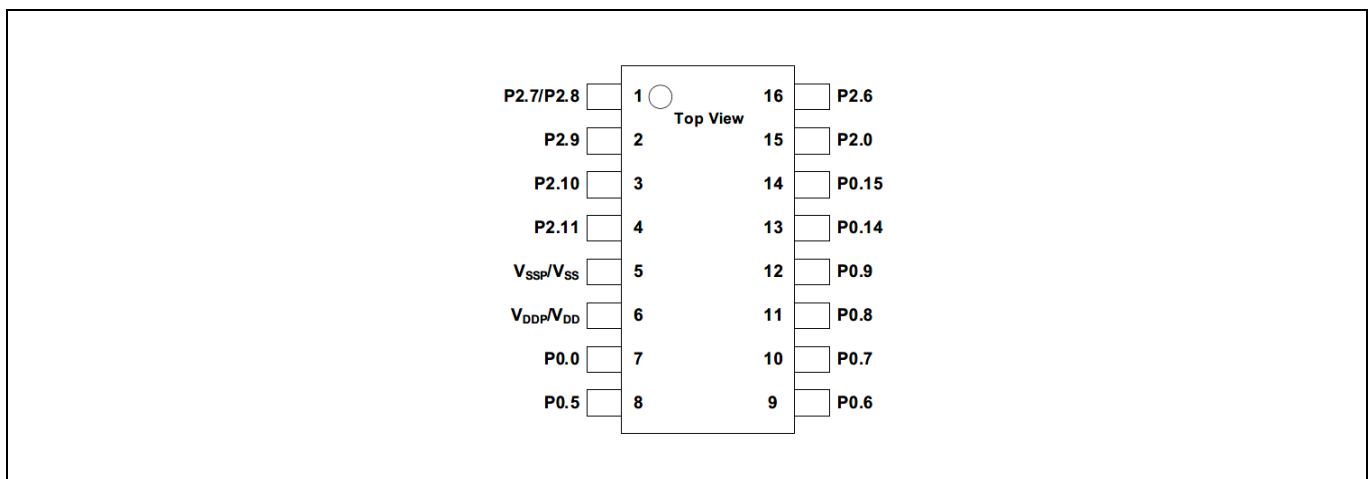 P2.7/P2.8 1 16 P2.6
Top View
P2.9 2 15 P2.0
P2.10 3 14 P0.15
P2.11 4 13 P0.14
VSSP/VSS 5 12 P0.9
VDDP/VDD 6 11 P0.8
P0.0 7 10 P0.7
P0.5 8 9 P0.6